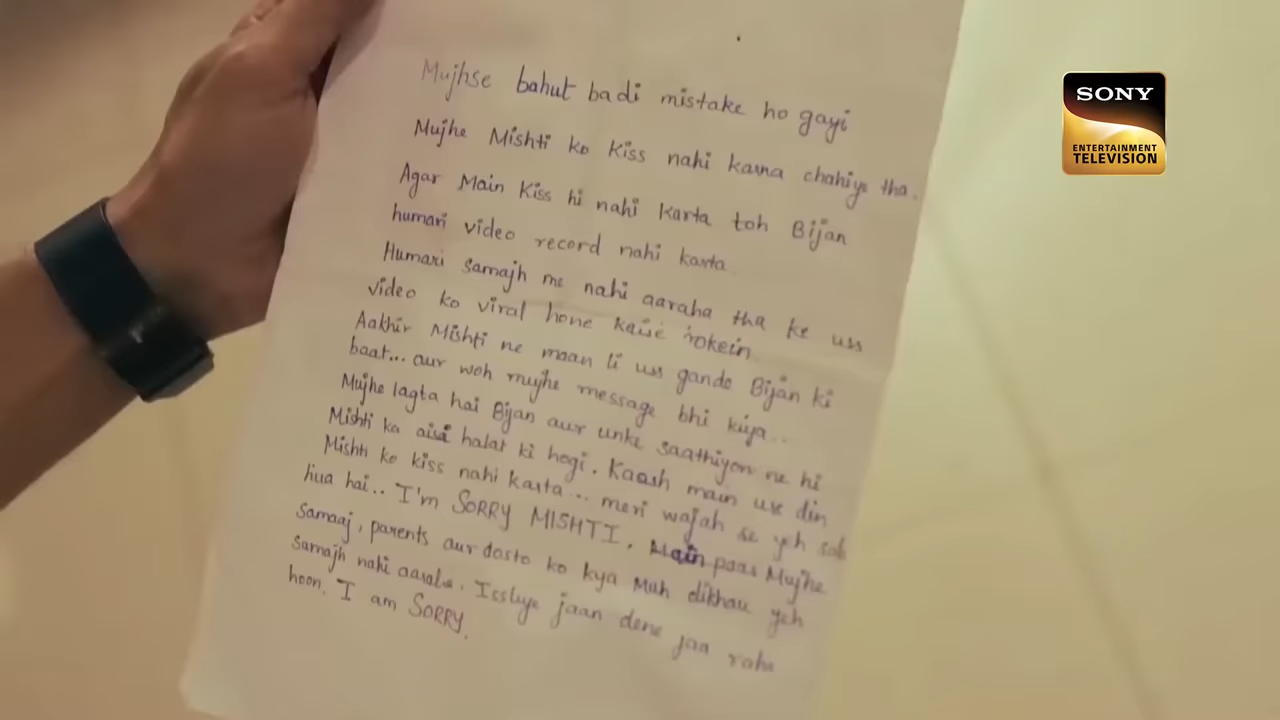 Mujhse bahut badi mistake ho gayi
Mujhe Mishti ko Kiss nahi karna chahiye tha.
Agar Main Kiss hi nahi karta toh Bijan
humari video record nahi karta
Humari samajh me nahi aaraha tha ke uss
video ko viral hone kaise rokein
Aakhir Mishti ne maan li uss gande Bijan ki
baat... aur woh mujhe message bhi kiya...
Mujhe lagta hai Bijan aur unke saathiyon ne hi
Mishti ka aisi halat ki hogi. Kaash main use din
Mishti ko kiss nahi karta... meri wajah se yeh sab
hua hai.. I'm SORRY MISHTI. paas Mujhe
Samaaj, parents aur dosto ko kya muh dikhau yeh
samajh nahi aaraha. Issliye jaan dene jaa raha
hoon. I am SORRY.
SONY
ENTERTAINMENT
TELEVISION